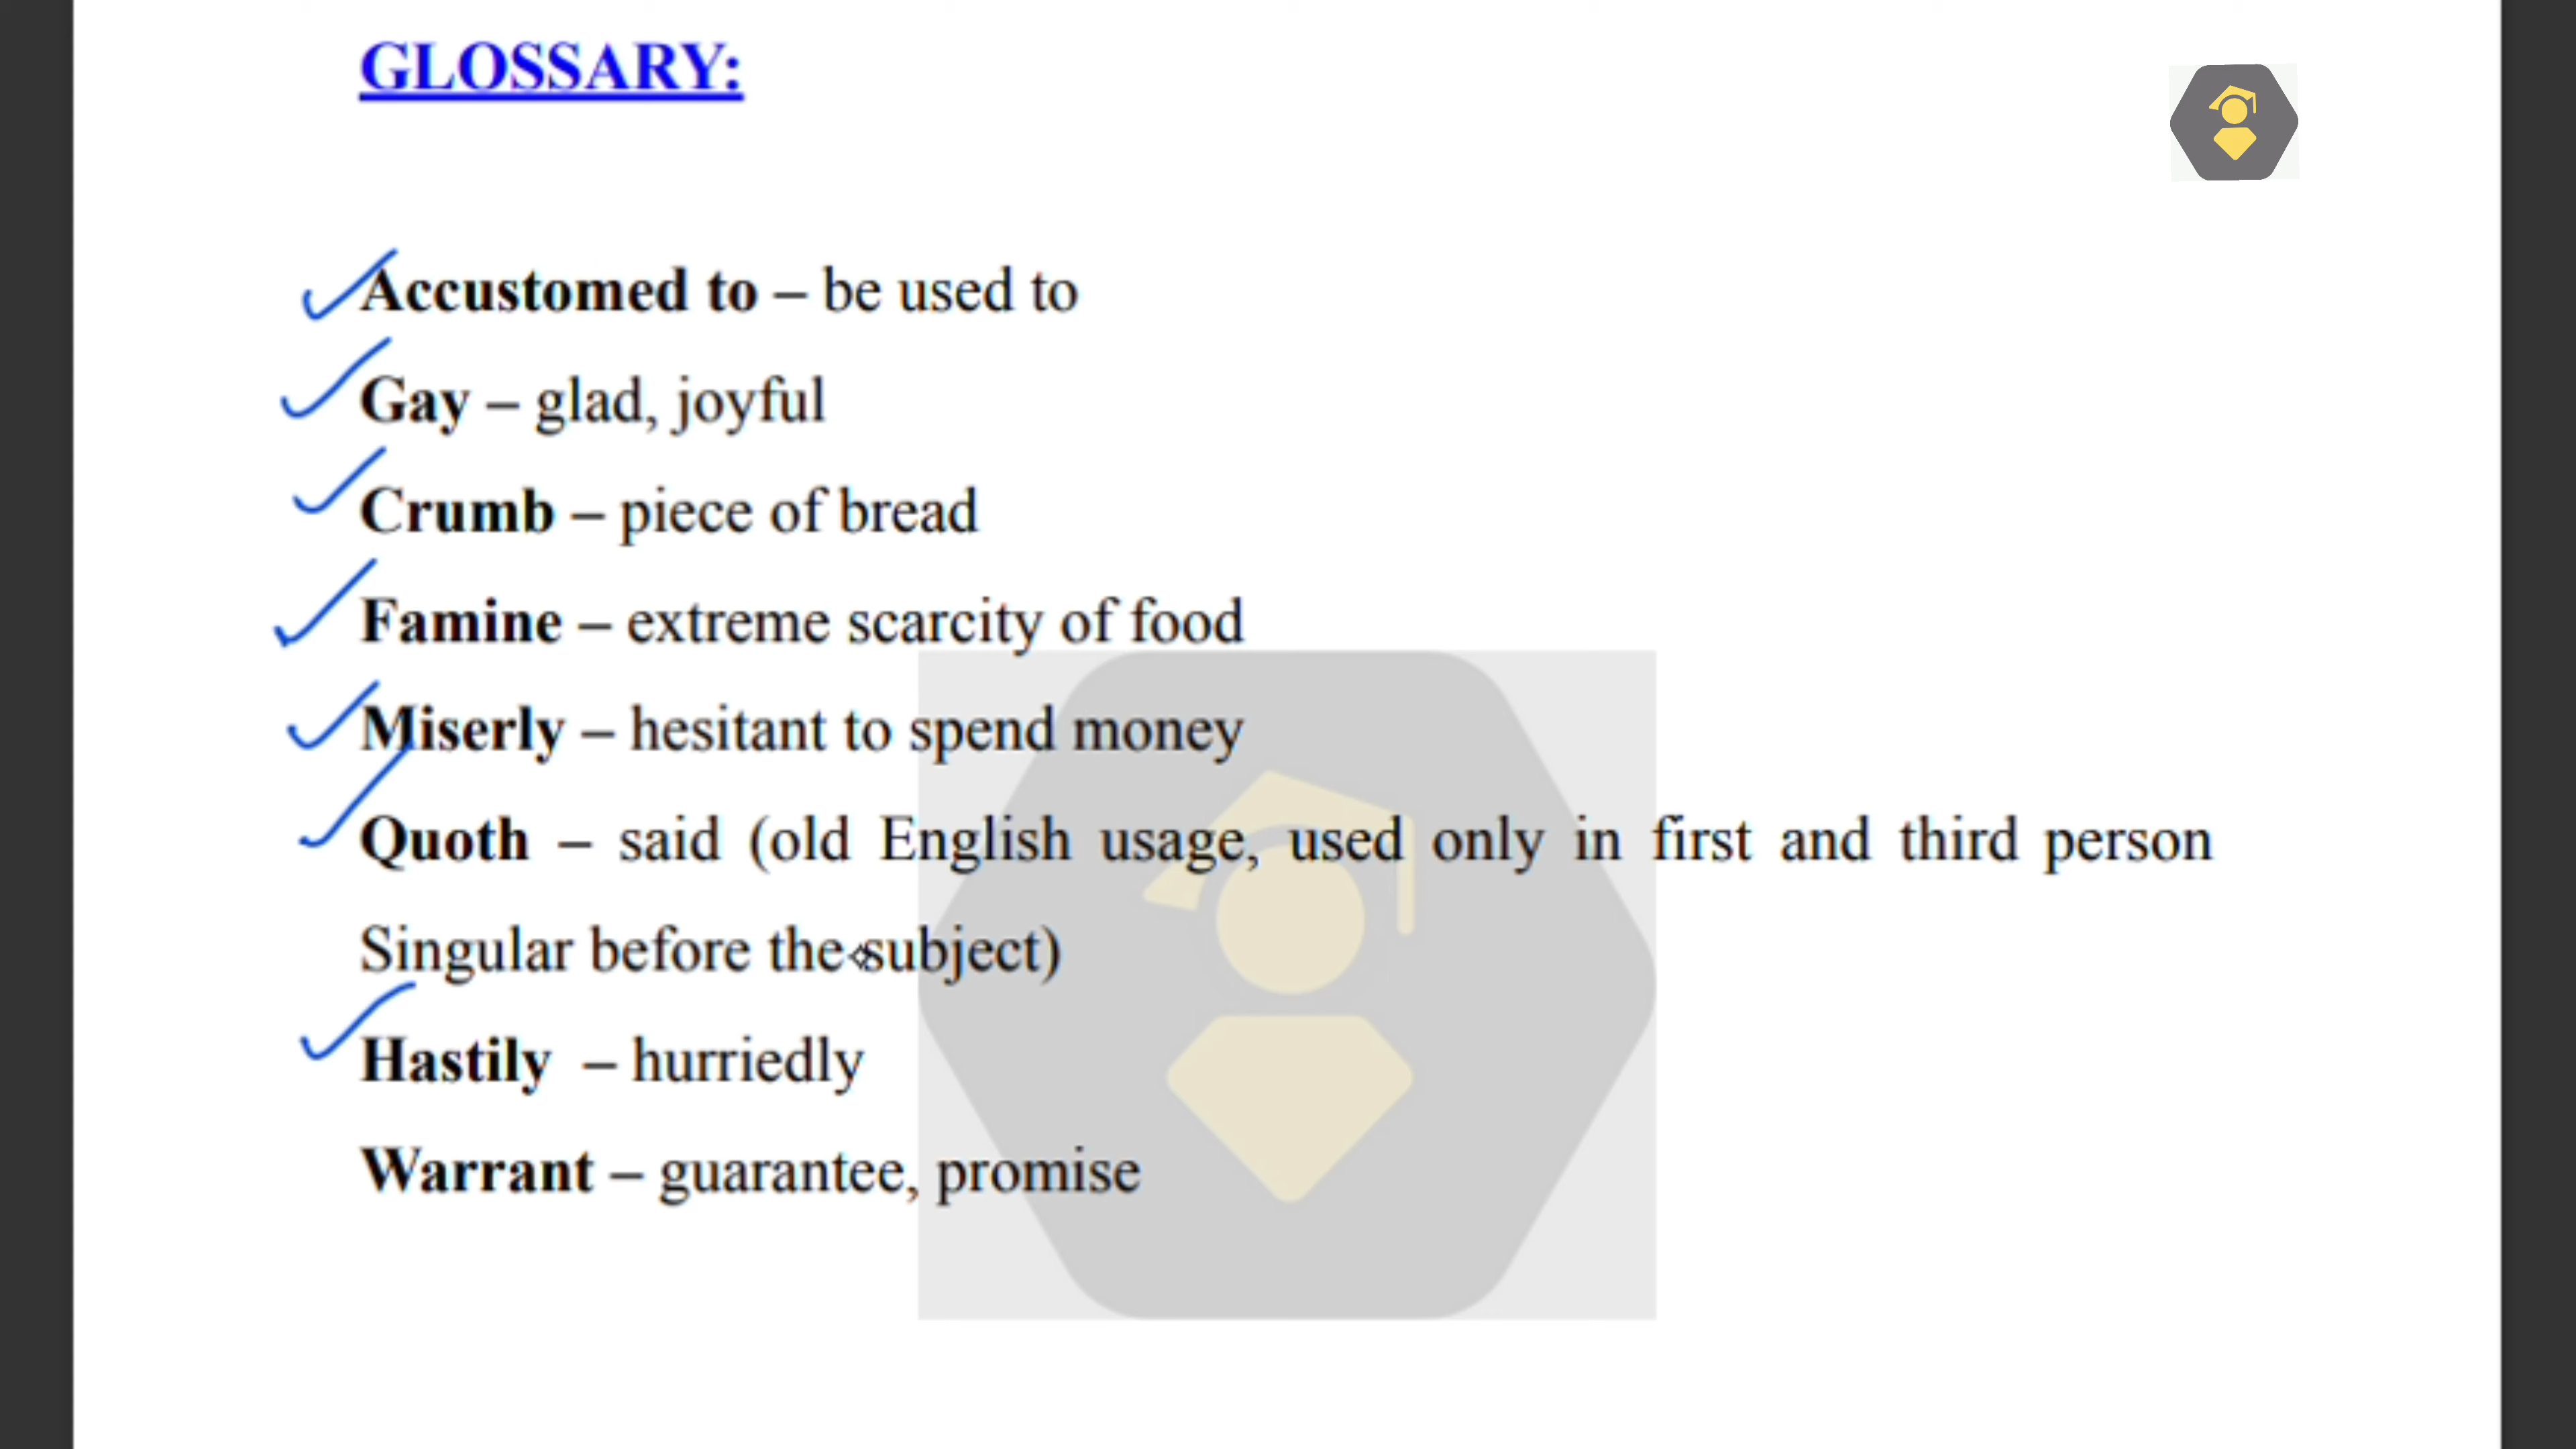 GLOSSARY:
Accustomed to – be used to
Gay – glad, joyful
Crumb – piece of bread
Famine – extreme scarcity of food
Miserly – hesitant to spend money
Quoth – said (old English usage, used only in first and third person
Singular before the subject)
Hastily – hurriedly
Warrant – guarantee, promise